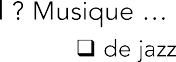 ? Musique …
❑ de jazz